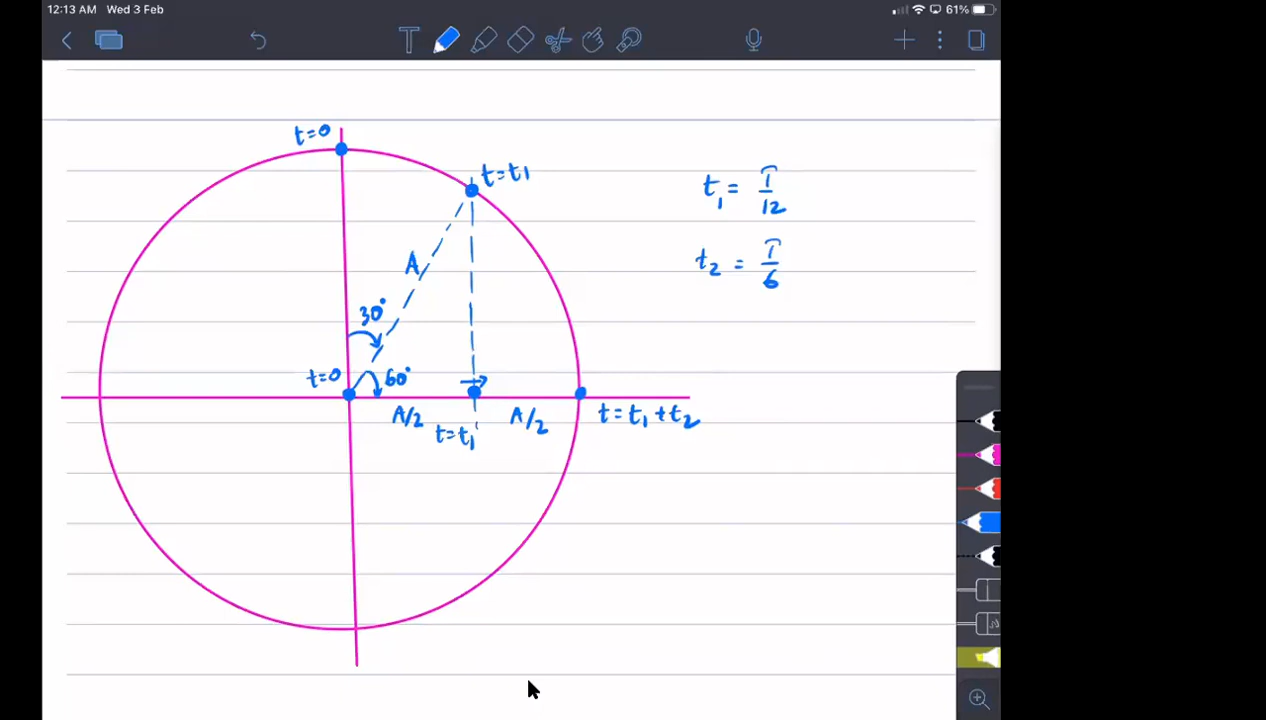 12:13 AM Wed 3 Feb
61%
T
t=0
t=t₁
t₁ = T/12
A
t₂ = T/6
30°
t=0
60°
A/2
t=t₁
A/2
t=t₁+t₂